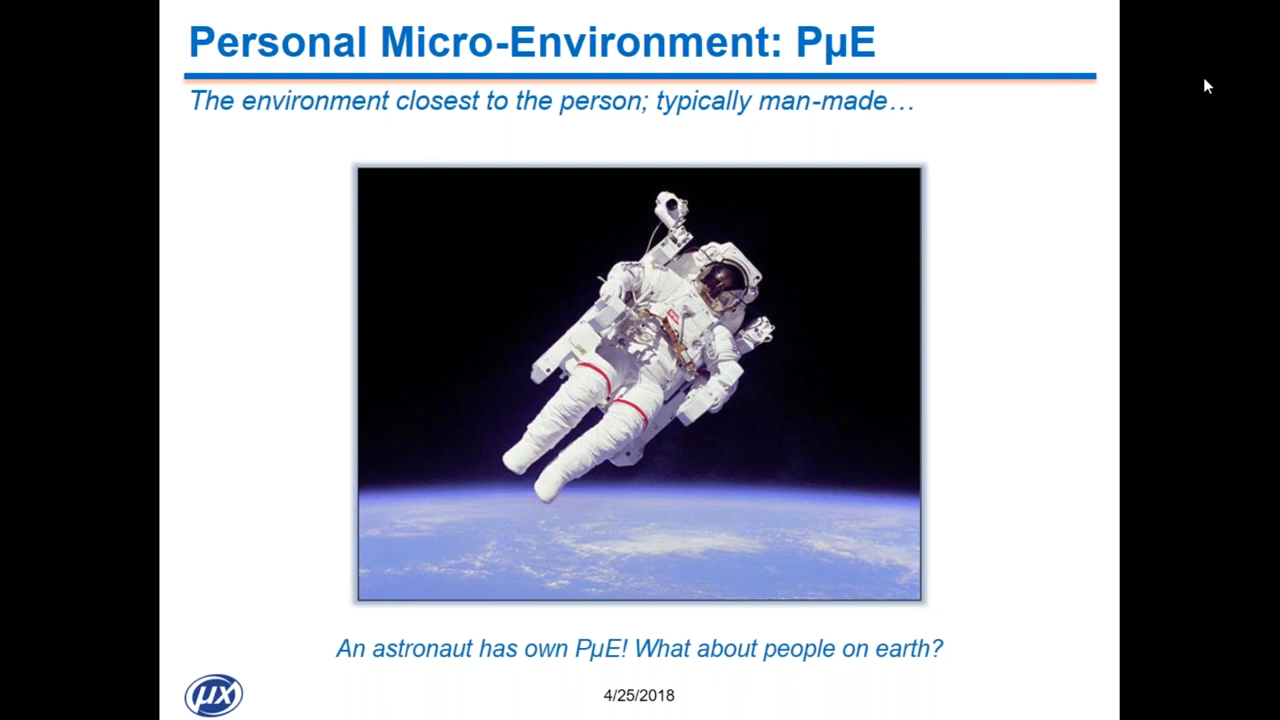 Personal Micro-Environment: PµE
The environment closest to the person; typically man-made…
An astronaut has own PµE! What about people on earth?
µx
4/25/2018